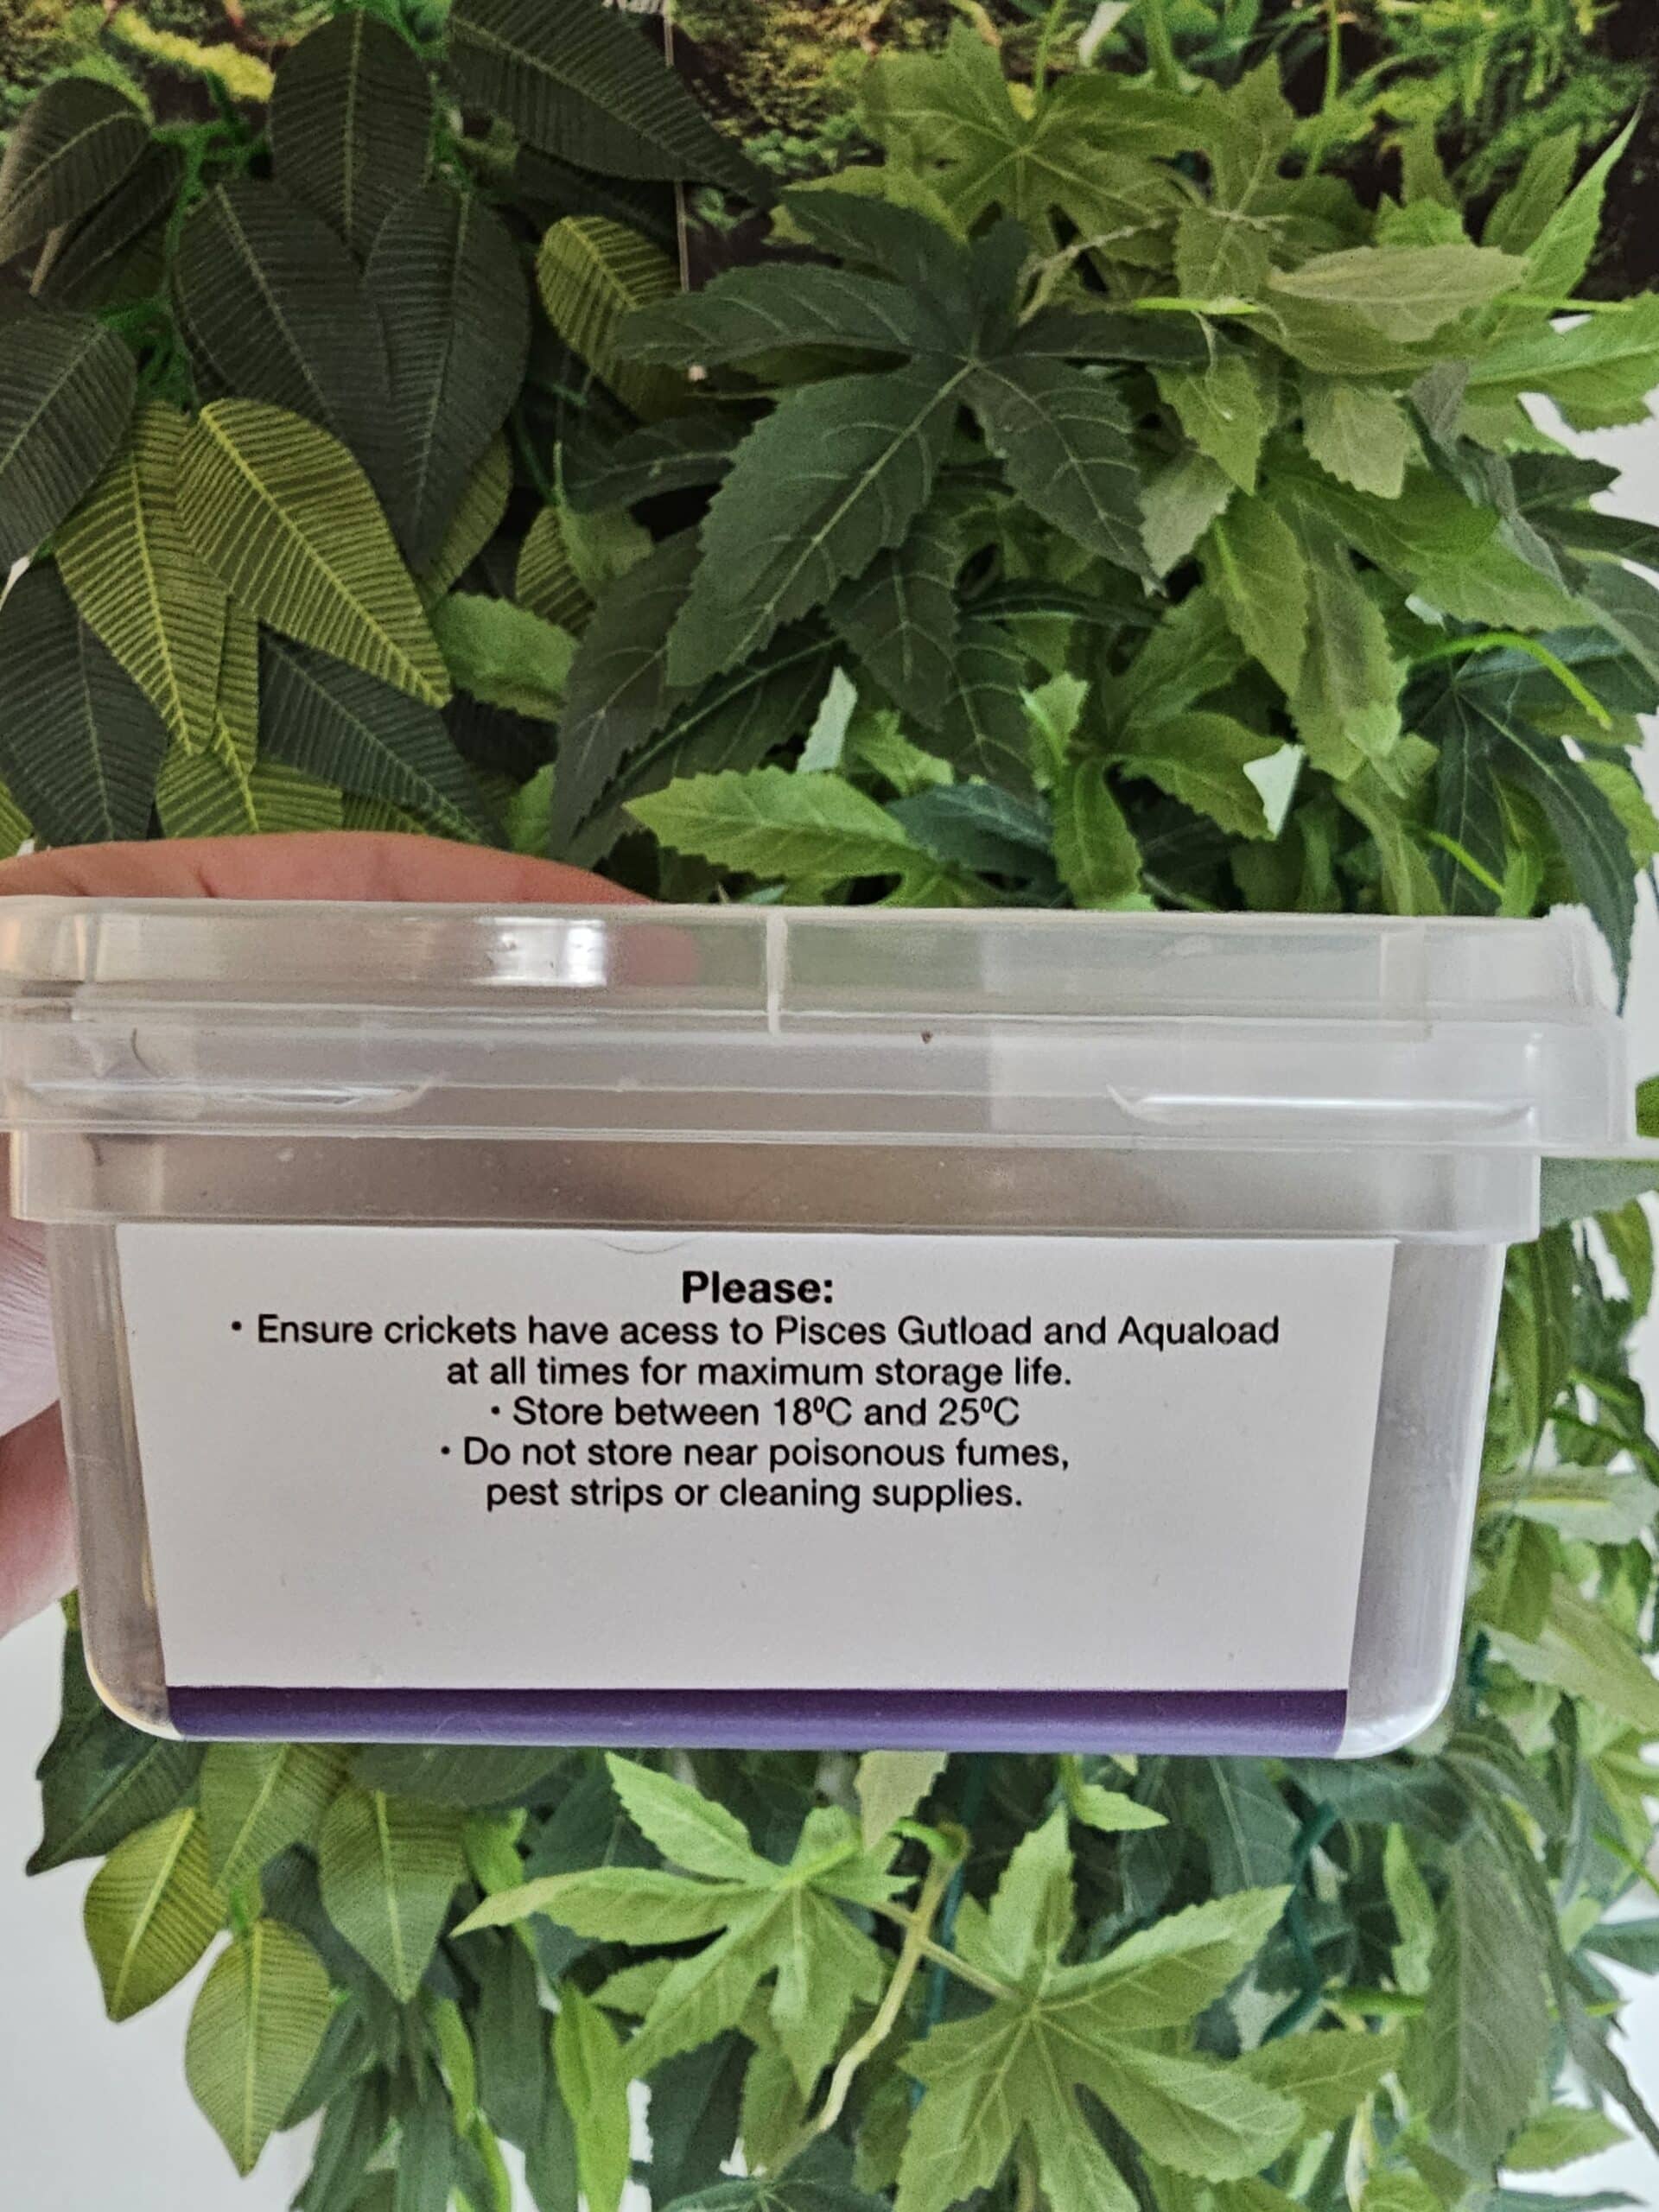 Please:
• Ensure crickets have acess to Pisces Gutload and Aquaload
at all times for maximum storage life.
• Store between 18ºC and 25ºC
• Do not store near poisonous fumes,
pest strips or cleaning supplies.